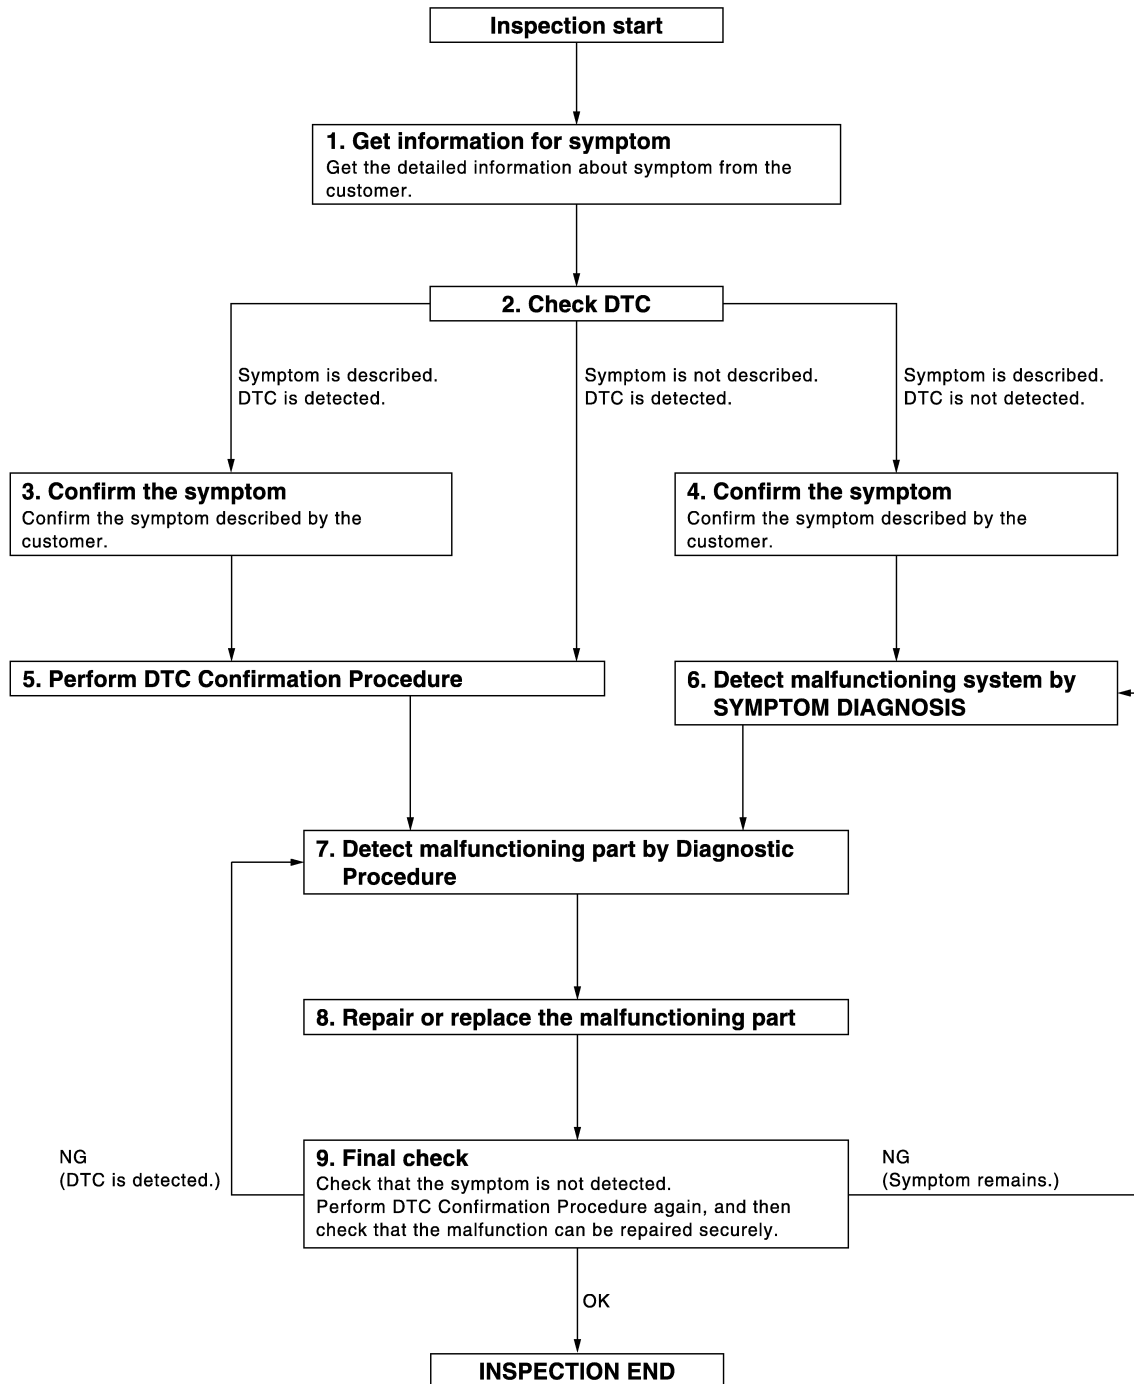 Inspection start
1. Get information for symptom
Get the detailed information about symptom from the
customer.
2. Check DTC
Symptom is described.
DTC is detected.
Symptom is not described.
DTC is detected.
Symptom is described.
DTC is not detected.
3. Confirm the symptom
Confirm the symptom described by the
customer.
4. Confirm the symptom
Confirm the symptom described by the
customer.
5. Perform DTC Confirmation Procedure
6. Detect malfunctioning system by
SYMPTOM DIAGNOSIS
7. Detect malfunctioning part by Diagnostic
Procedure
8. Repair or replace the malfunctioning part
NG
(DTC is detected.)
9. Final check
Check that the symptom is not detected.
Perform DTC Confirmation Procedure again, and then
check that the malfunction can be repaired securely.
NG
(Symptom remains.)
OK
INSPECTION END